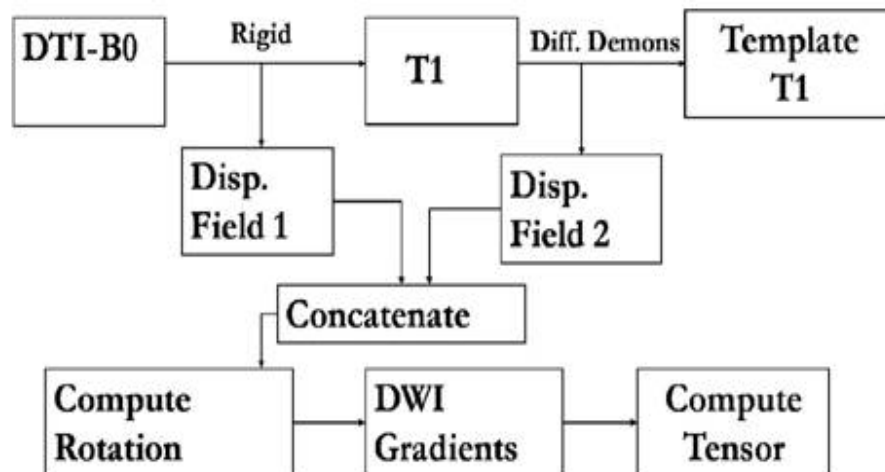 DTI-B0
Rigid
T1
Diff. Demons
Template
T1
Disp.
Field 1
Disp.
Field 2
Concatenate
Compute
Rotation
DWI
Gradients
Compute
Tensor